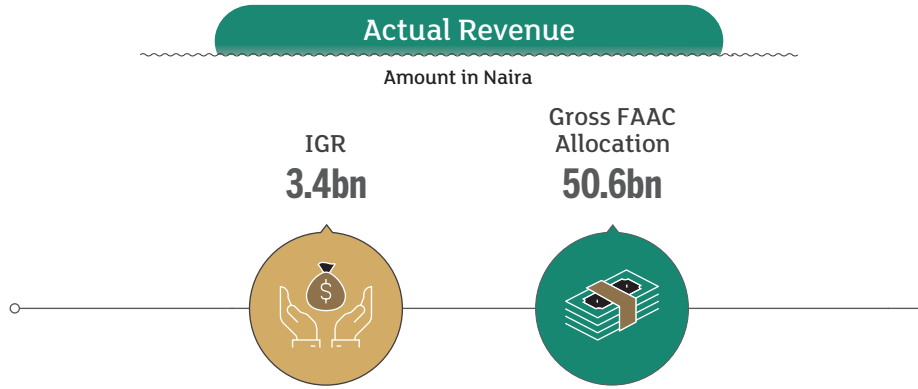 Actual Revenue
Amount in Naira
IGR
3.4bn
Gross FAAC
Allocation
50.6bn
$